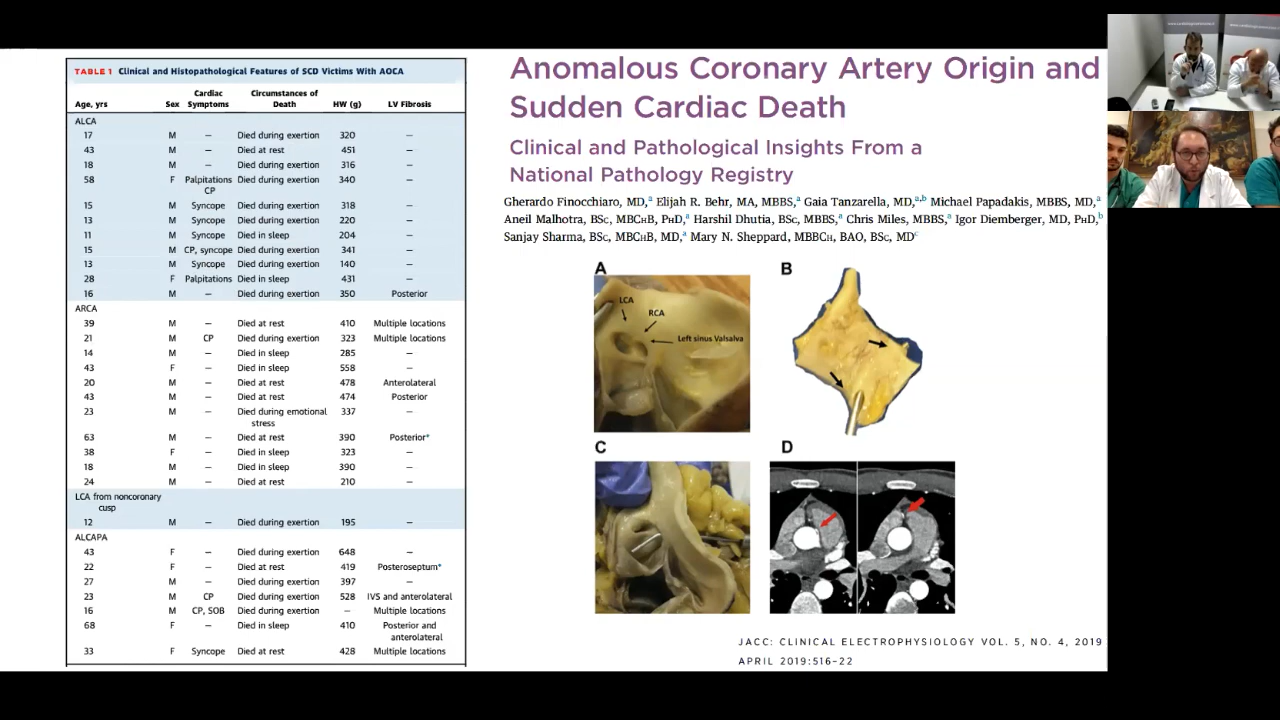 TABLE 1 Clinical and Histopathological Features of SCD Victims With AOCA
Age, yrs Sex Cardiac Symptoms Circumstances of Death HW (g) LV Fibrosis
ALCA
17 M — Died during exertion 320 —
43 M — Died at rest 451 —
18 M — Died during exertion 316 —
58 F Palpitations CP Died during exertion 340 —
15 M Syncope Died during exertion 318 —
13 M Syncope Died during exertion 220 —
11 M Syncope Died in sleep 204 —
15 M CP, syncope Died during exertion 341 —
13 M Syncope Died during exertion 140 —
28 F Palpitations Died in sleep 431 —
16 M — Died during exertion 350 Posterior
ARCA
39 M — Died at rest 410 Multiple locations
21 M CP Died during exertion 323 Multiple locations
14 M — Died in sleep 285 —
43 F — Died in sleep 558 —
20 M — Died at rest 478 Anterolateral
43 M — Died at rest 474 Posterior
23 M — Died during emotional stress 337 —
63 M — Died at rest 390 Posterior*
38 F — Died in sleep 323 —
18 M — Died in sleep 390 —
24 M — Died at rest 210 —
LCA from noncoronary cusp
12 M — Died during exertion 195 —
ALCAPA
43 F — Died during exertion 648 —
22 F — Died at rest 419 Posteroseptum*
27 M — Died during exertion 397 —
23 M CP Died during exertion 528 IVS and anterolateral
16 M CP, SOB Died during exertion — Multiple locations
68 F — Died in sleep 410 Posterior and anterolateral
33 F Syncope Died at rest 428 Multiple locations
Anomalous Coronary Artery Origin and
Sudden Cardiac Death
Clinical and Pathological Insights From a
National Pathology Registry
Gherardo Finocchiaro, MD,a Elijah R. Behr, MA, MBBS,a Gaia Tanzarella, MD,a,b Michael Papadakis, MBBS, MD,a
Aneil Malhotra, BSc, MBChB, PhD,a Harshil Dhutia, BSc, MBBS,a Chris Miles, MBBS,a Igor Diemberger, MD, PhD,b
Sanjay Sharma, BSc, MBChB, MD,a Mary N. Sheppard, MBBCh, BAO, BSc, MDc
A
LCA
RCA
Left sinus Valsalva
B
C
D
JACC: CLINICAL ELECTROPHYSIOLOGY VOL. 5, NO. 4, 2019
APRIL 2019:516-22